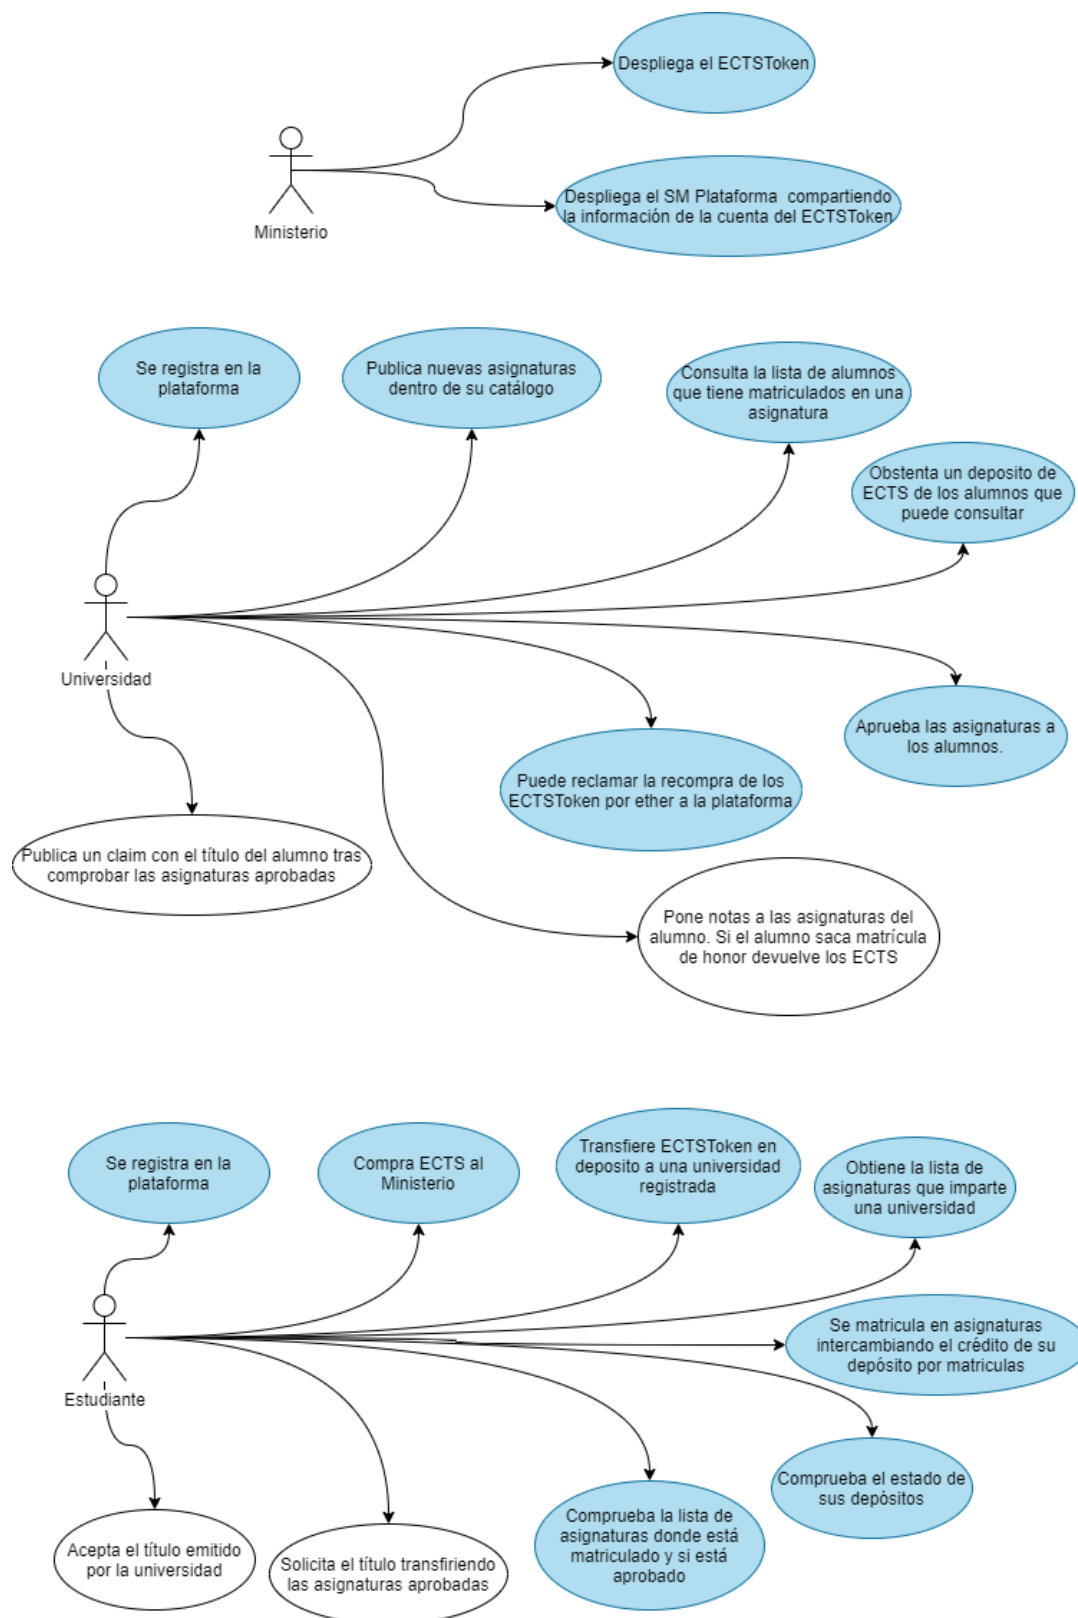 Despliega el ECTSToken
Despliega el SM Plataforma compartiendo
la información de la cuenta del ECTSToken
Ministerio
Se registra en la
plataforma
Publica nuevas asignaturas
dentro de su catálogo
Consulta la lista de alumnos
que tiene matriculados en una
asignatura
Obstenta un deposito de
ECTS de los alumnos que
puede consultar
Universidad
Aprueba las asignaturas a
los alumnos.
Puede reclamar la recompra de los
ECTSToken por ether a la plataforma
Publica un claim con el título del alumno tras
comprobar las asignaturas aprobadas
Pone notas a las asignaturas del
alumno. Si el alumno saca matrícula
de honor devuelve los ECTS
Se registra en la
plataforma
Compra ECTS al
Ministerio
Transfiere ECTSToken en
deposito a una universidad
registrada
Obtiene la lista de
asignaturas que imparte
una universidad
Se matricula en asignaturas
intercambiando el crédito de su
depósito por matriculas
Estudiante
Comprueba el estado de
sus depósitos
Comprueba la lista de
asignaturas donde está
matriculado y si está
aprobado
Acepta el título emitido
por la universidad
Solicita el título transfiriendo
las asignaturas aprobadas